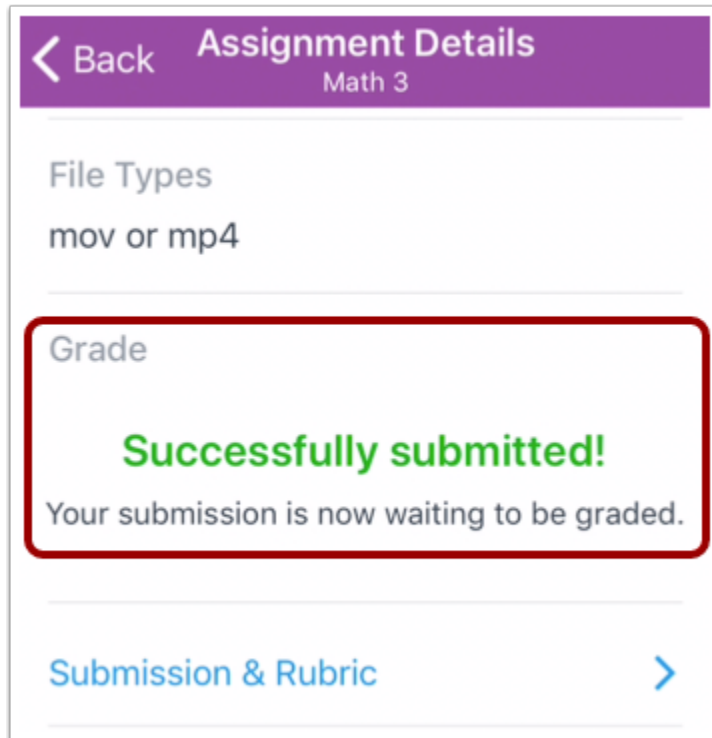 Back
Assignment Details
Math 3
File Types
mov or mp4
Grade
Successfully submitted!
Your submission is now waiting to be graded.
Submission & Rubric